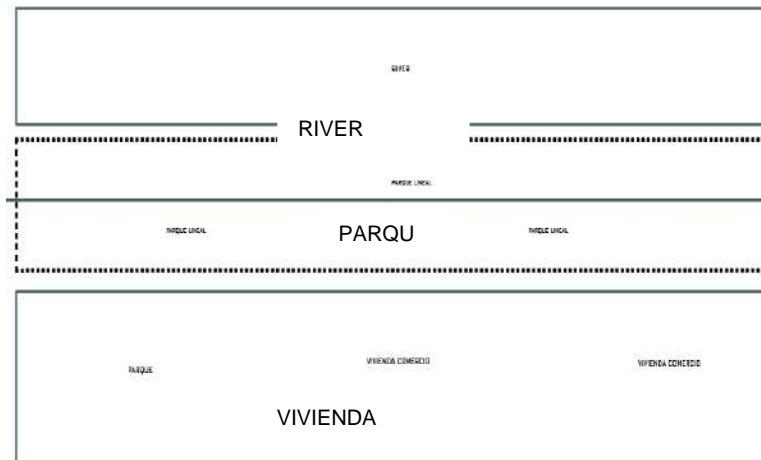 RIVER
RIVER
PARQUE LINEAL
PARQUE LINEAL
PARQU
PARQUE LINEAL
PARQUE
VIVIENDA COMERCIO
VIVIENDA COMERCIO
VIVIENDA